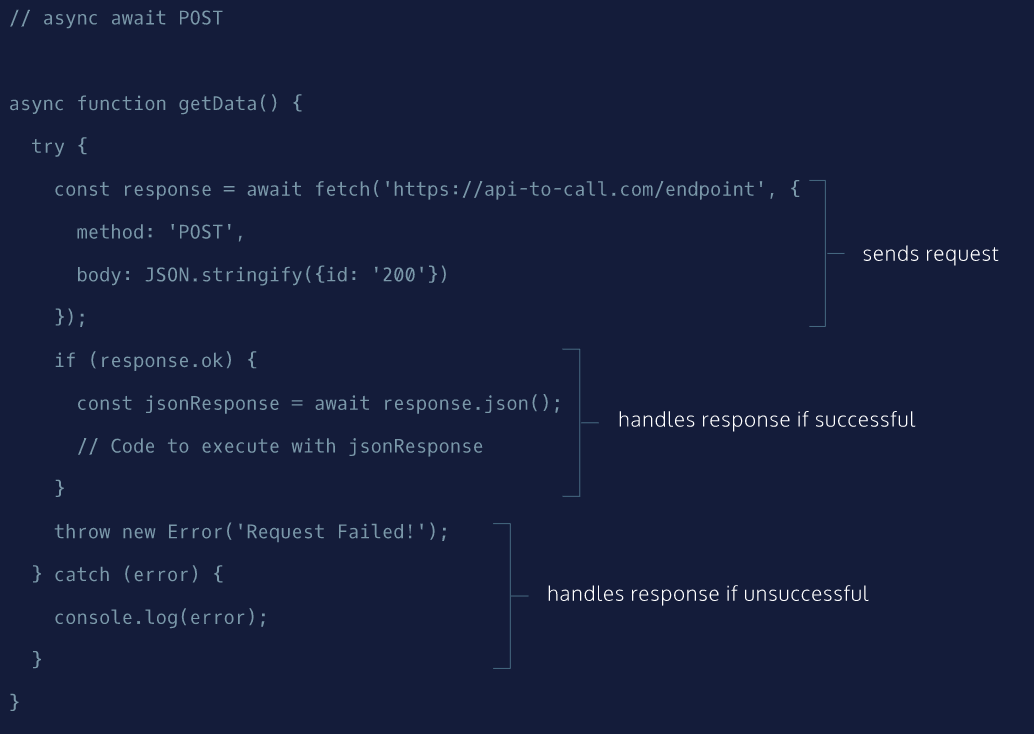 // async await POST
async function getData() {
try {
const response = await fetch('https://api-to-call.com/endpoint', {
method: 'POST',
body: JSON.stringify({id: '200'})
});
sends request
if (response.ok) {
const jsonResponse = await response.json();
// Code to execute with jsonResponse
}
handles response if successful
throw new Error('Request Failed!');
} catch (error) {
console.log(error);
}
handles response if unsuccessful
}